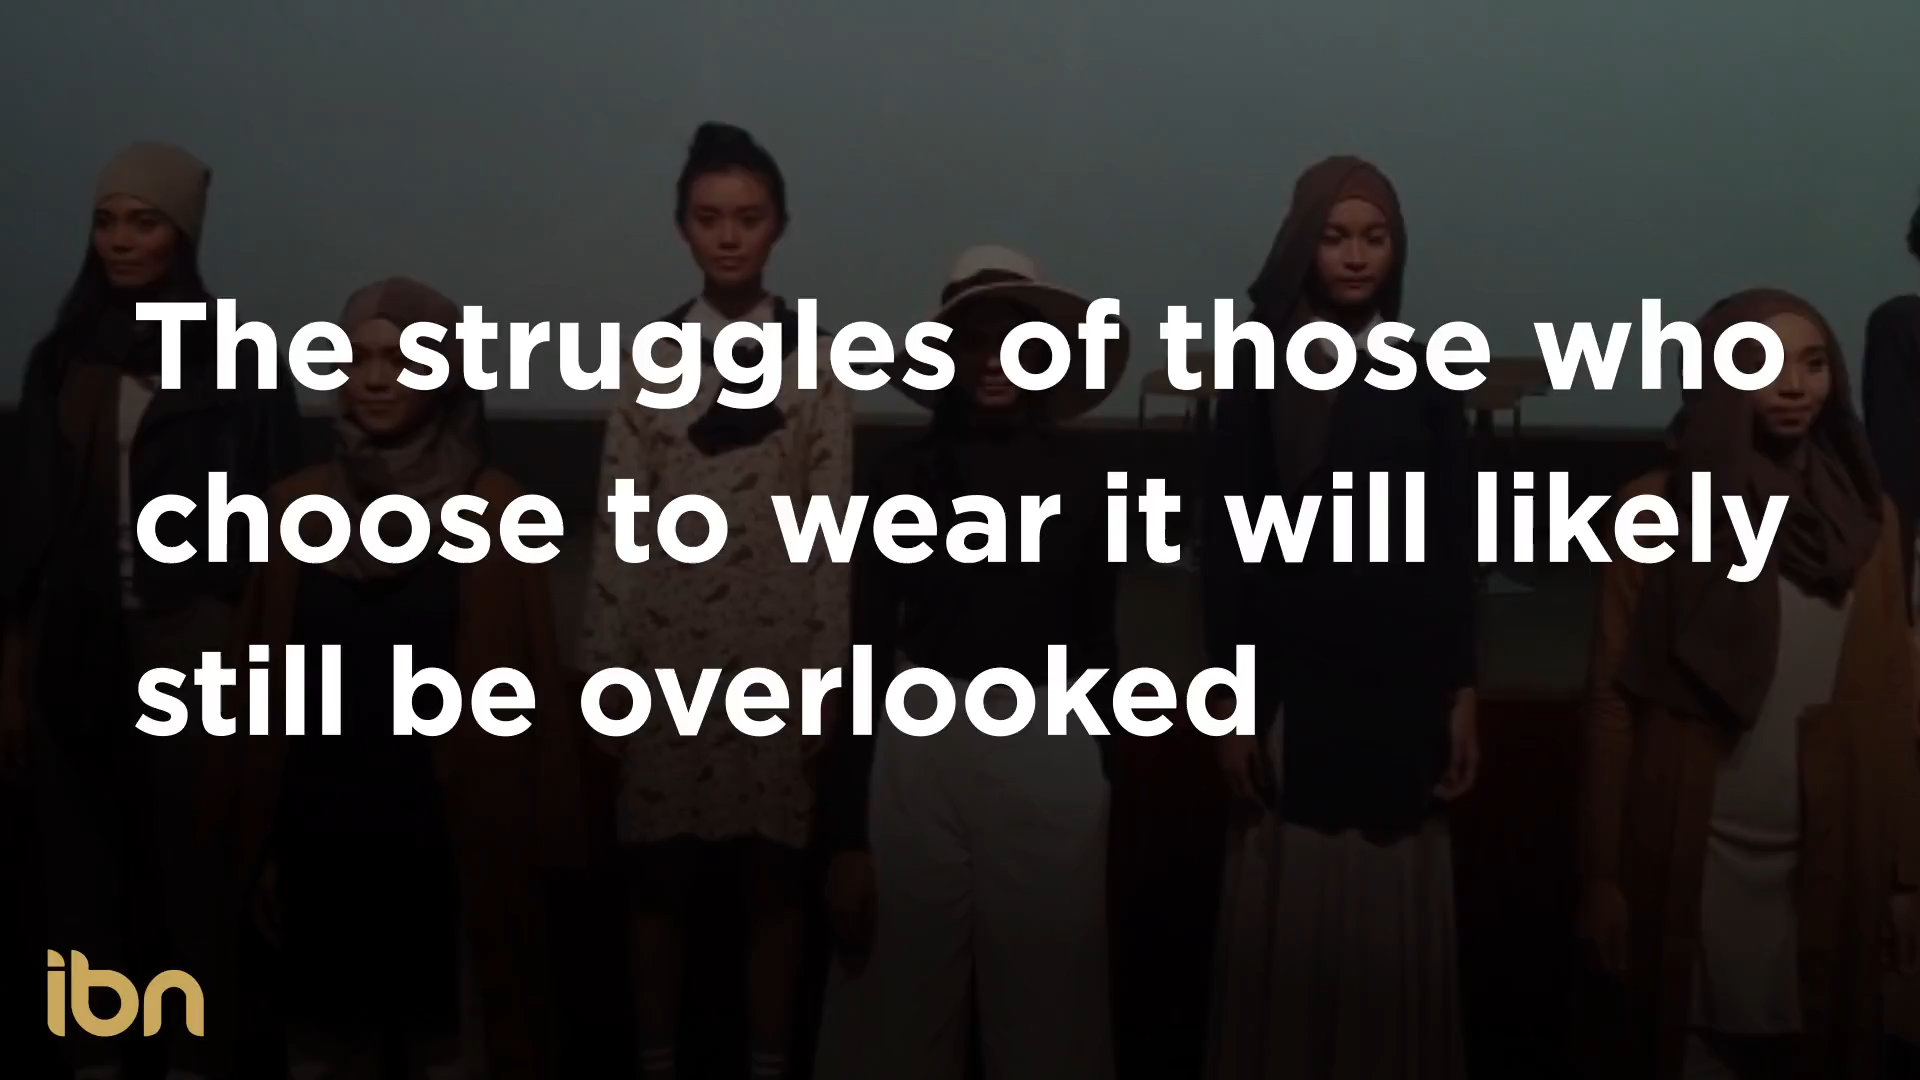 The struggles of those who
choose to wear it will likely
still be overlooked
ibn